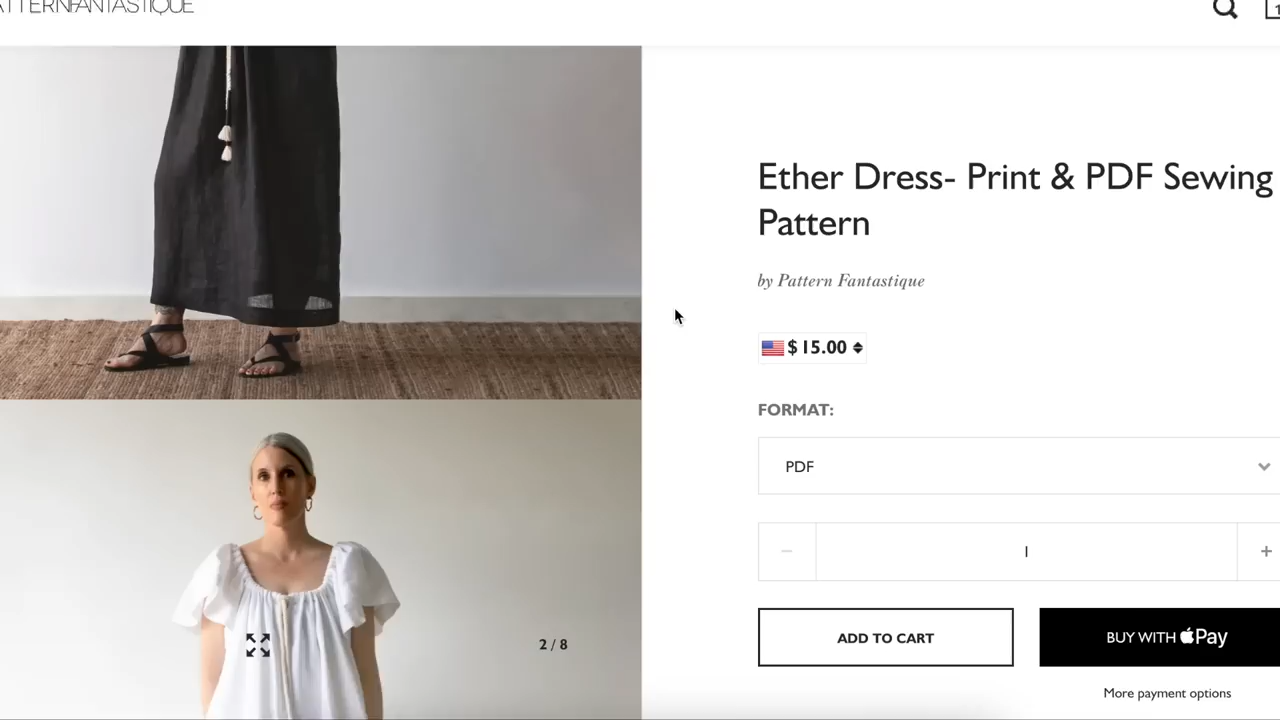 PATTERNFANTASTIQUE
Ether Dress- Print & PDF Sewing
Pattern
by Pattern Fantastique
$ 15.00
FORMAT:
PDF
− 1 +
ADD TO CART
BUY WITH Pay
More payment options
2 / 8